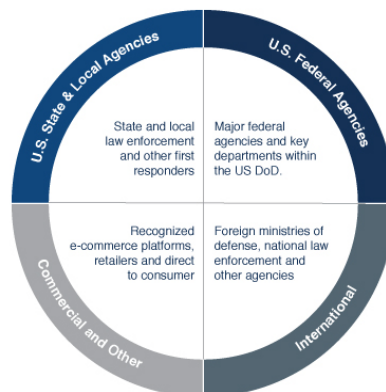 U.S. State & Local Agencies
U.S. Federal Agencies
State and local
law enforcement
and other first
responders
Major federal
agencies and key
departments within
the US DoD.
Recognized
e-commerce platforms,
retailers and direct
to consumer
Foreign ministries of
defense, national law
enforcement and
other agencies
Commercial and Other
International